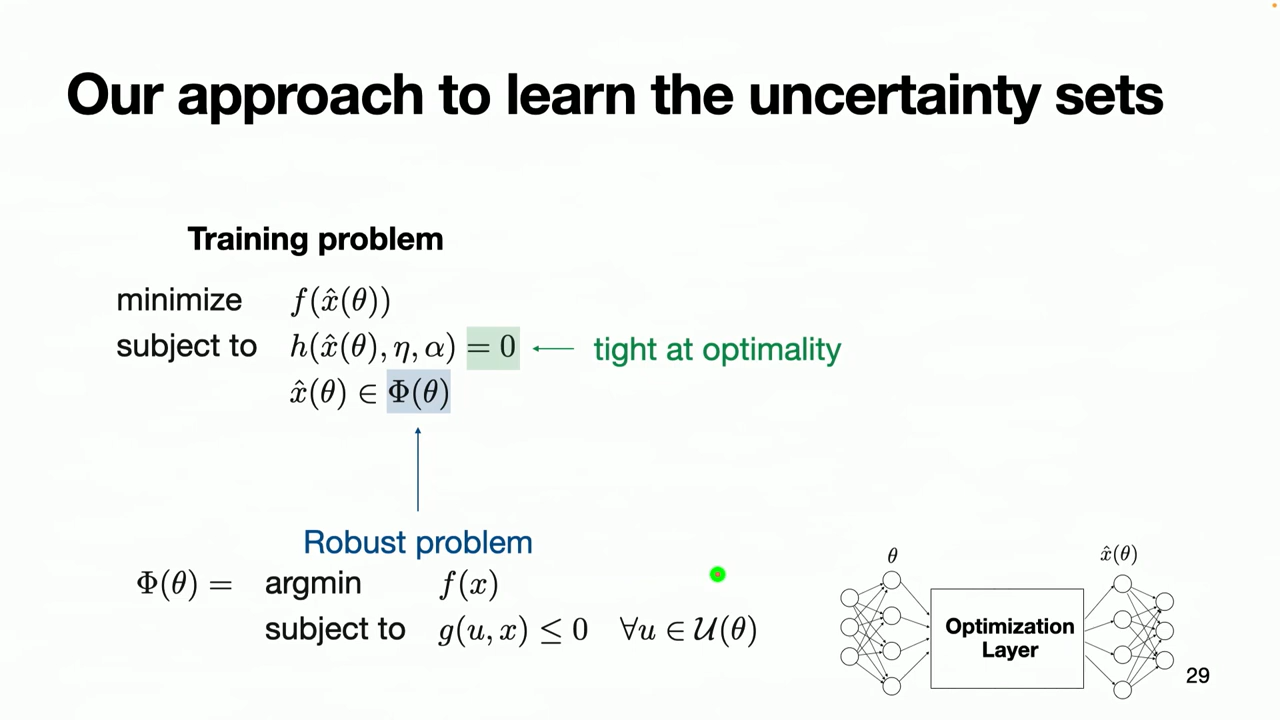 Our approach to learn the uncertainty sets
Training problem
minimize f(x̂(θ))
subject to h(x̂(θ), η, α) = 0 ← tight at optimality
x̂(θ) ∈ Φ(θ)
Robust problem
Φ(θ) = argmin f(x)
subject to g(u, x) ≤ 0 ∀u ∈ 𝒰(θ)
θ
x̂(θ)
Optimization
Layer
29